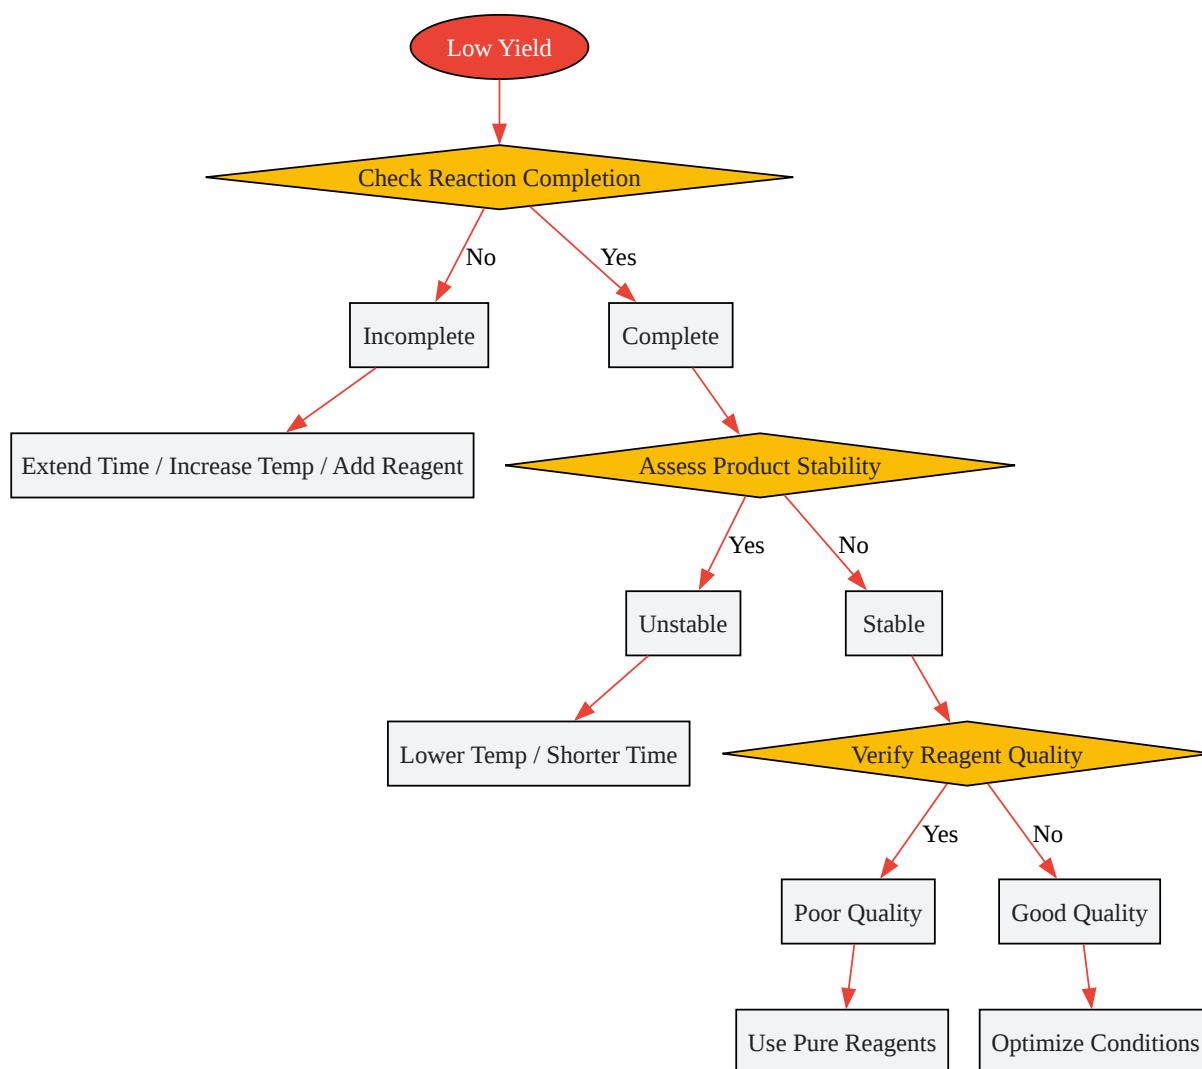 Low Yield
Check Reaction Completion
No
Yes
Incomplete
Complete
Extend Time / Increase Temp / Add Reagent
Assess Product Stability
Yes
No
Unstable
Stable
Lower Temp / Shorter Time
Verify Reagent Quality
Yes
No
Poor Quality
Good Quality
Use Pure Reagents
Optimize Conditions